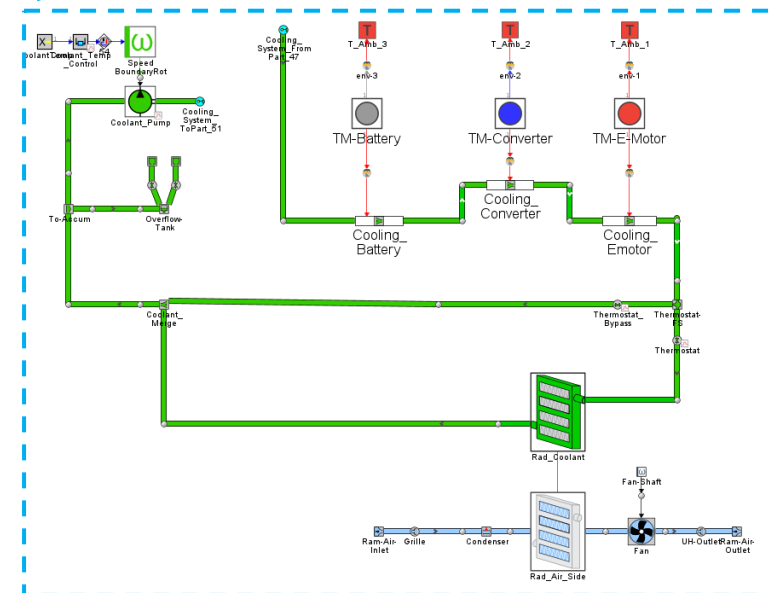 T
T
T
X
ω
T_Amb_3
T_Amb_2
T_Amb_1
Cooling_
System_From
Part_47
_Temp
_Control
Speed
BoundaryRot
env-3
env-2
env-1
Coolant_Pump
Cooling_
System_
ToPart_51
TM-Battery
TM-Converter
TM-E-Motor
To-Accum
Overflow-
Tank
Cooling_
Battery
Cooling_
Converter
Cooling_
Emotor
Coolant_
Merge
Thermostat_
Bypass
Thermostat-
FS
Thermostat
Rad_Coolant
ω
Fan-Shaft
Ram-Air-
Inlet
Grille
Condenser
Rad_Air_Side
Fan
UH-Outlet
Ram-Air-
Outlet